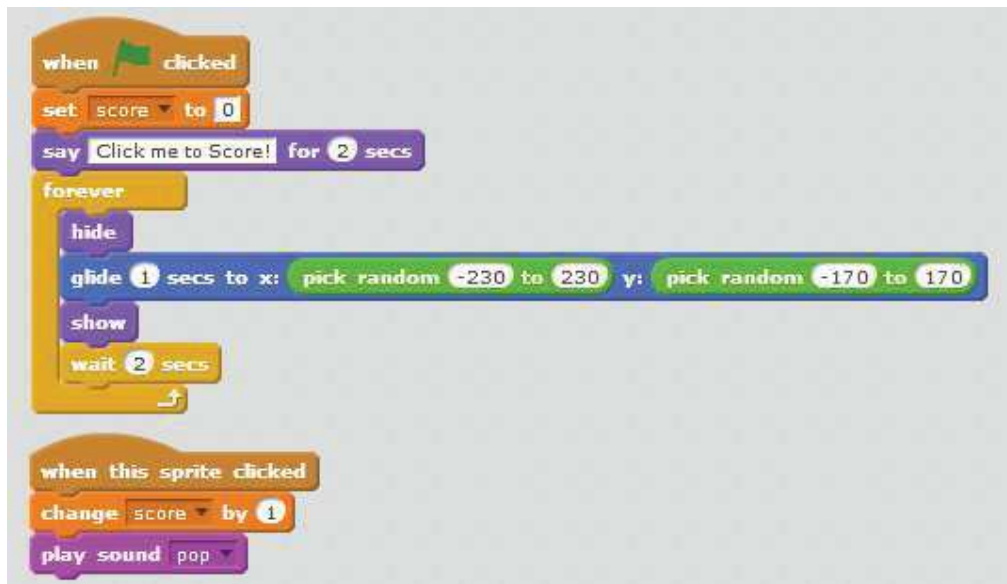 when clicked
set score to 0
say Click me to Score! for 2 secs
forever
hide
glide 1 secs to x: pick random -230 to 230 y: pick random -170 to 170
show
wait 2 secs
when this sprite clicked
change score by 1
play sound pop